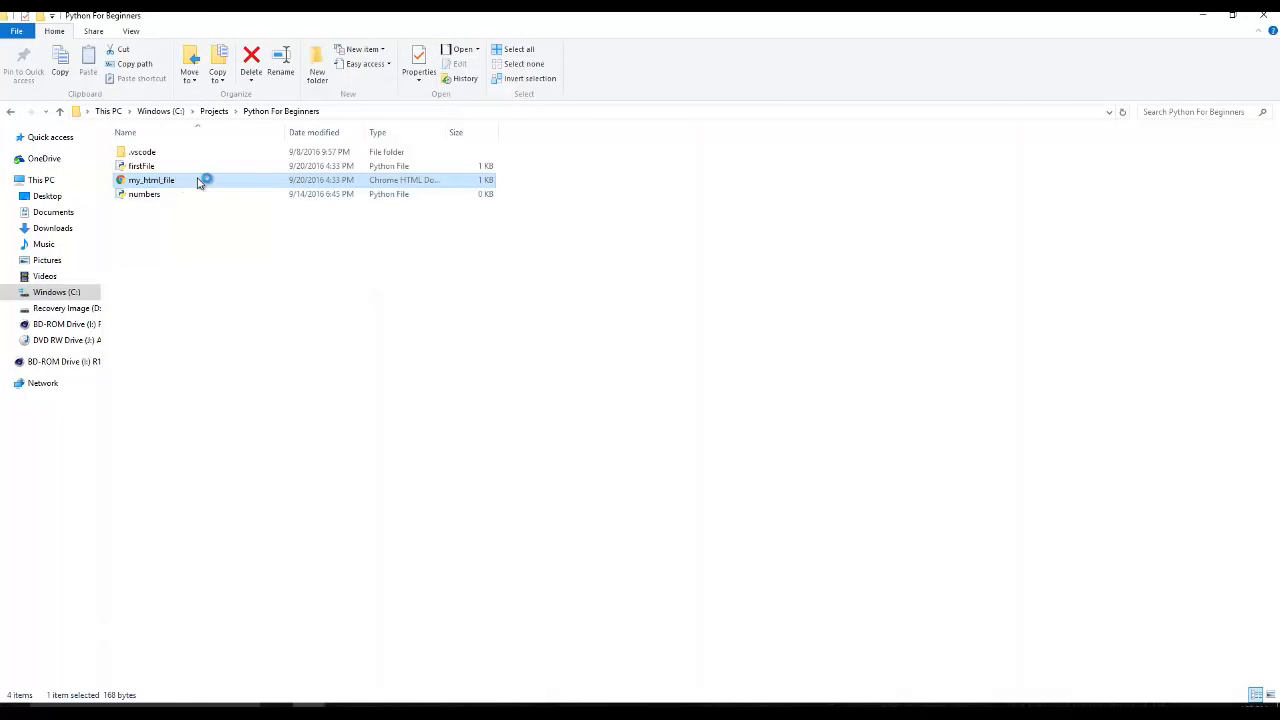 Python For Beginners
File Home Share View
Pin to Quick access Copy Paste Cut Copy path Paste shortcut Move to Copy to Delete Rename New folder New item Easy access Properties Open Edit History Select all Select none Invert selection
Clipboard Organize New Open Select
This PC Windows (C:) Projects Python For Beginners Search Python For Beginners
Name Date modified Type Size
.vscode 9/8/2016 9:57 PM File folder
firstFile 9/20/2016 4:33 PM Python File 1 KB
my_html_file 9/20/2016 4:33 PM Chrome HTML Do... 1 KB
numbers 9/14/2016 6:45 PM Python File 0 KB
Quick access
OneDrive
This PC
Desktop
Documents
Downloads
Music
Pictures
Videos
Windows (C:)
Recovery Image (D:
BD-ROM Drive (I:) F
DVD RW Drive (J:) A
BD-ROM Drive (I:) R1
Network
4 items 1 item selected 168 bytes